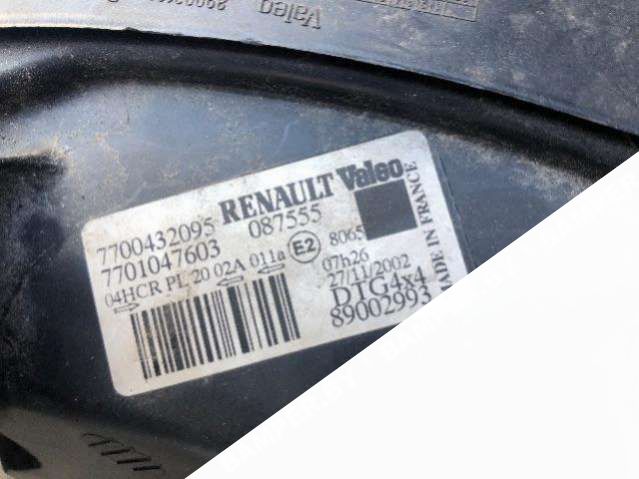 Valeo
RENAULT Valeo
7700432095 087555
7701047603 E2 8065
04HCR PL 20 02A 011a 07h26
27/11/2002
DTG4x4
89002993
MADE IN FRANCE